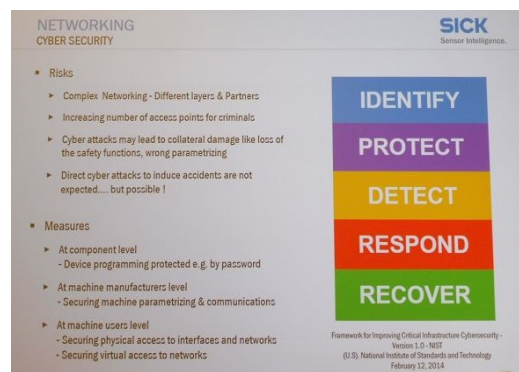 NETWORKING
CYBER SECURITY
SICK
Sensor Intelligence.
Risks
Complex Networking - Different layers & Partners
Increasing number of access points for criminals
Cyber attacks may lead to collateral damage like loss of
the safety functions, wrong parametrizing
Direct cyber attacks to induce accidents are not
expected.... but possible !
Measures
At component level
- Device programming protected e.g. by password
At machine manufacturers level
- Securing machine parametrizing & communications
At machine users level
- Securing physical access to interfaces and networks
- Securing virtual access to networks
IDENTIFY
PROTECT
DETECT
RESPOND
RECOVER
Framework for Improving Critical Infrastructure Cybersecurity -
Version 1.0 - NIST
(U.S). National Institute of Standards and Technology
February 12, 2014